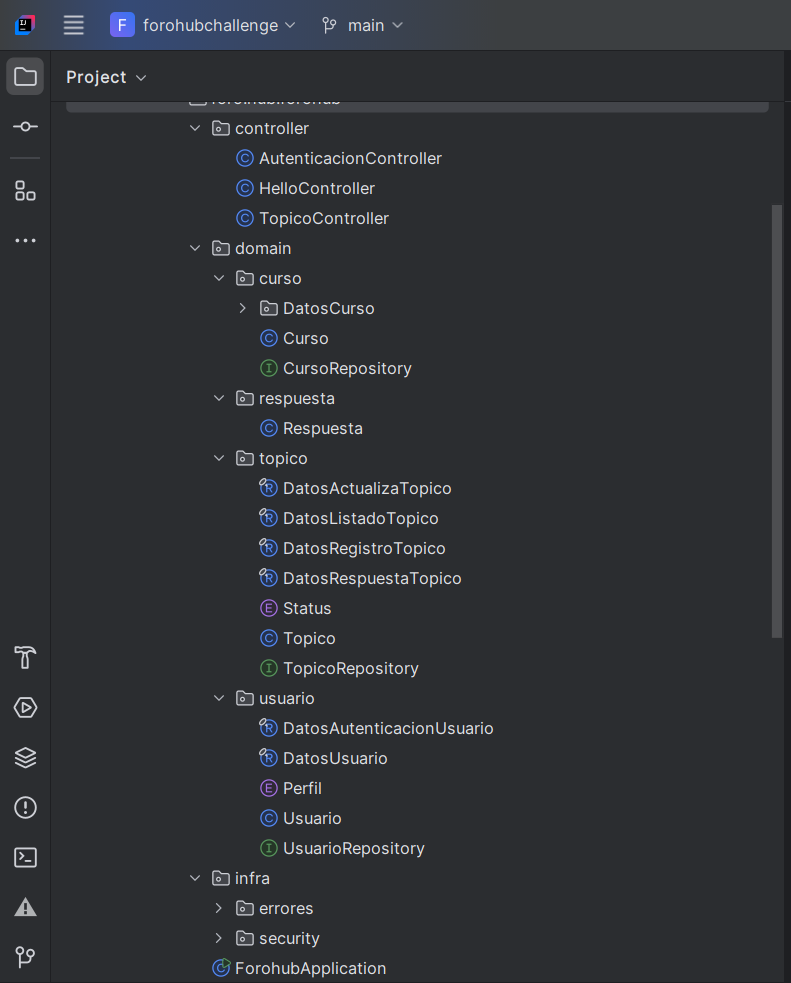 F forohubchallenge main
Project
controller
C AutenticacionController
C HelloController
C TopicoController
domain
curso
DatosCurso
C Curso
I CursoRepository
respuesta
C Respuesta
topico
R DatosActualizaTopico
R DatosListadoTopico
R DatosRegistroTopico
R DatosRespuestaTopico
E Status
C Topico
I TopicoRepository
usuario
R DatosAutenticacionUsuario
R DatosUsuario
E Perfil
C Usuario
I UsuarioRepository
infra
errores
security
C ForohubApplication